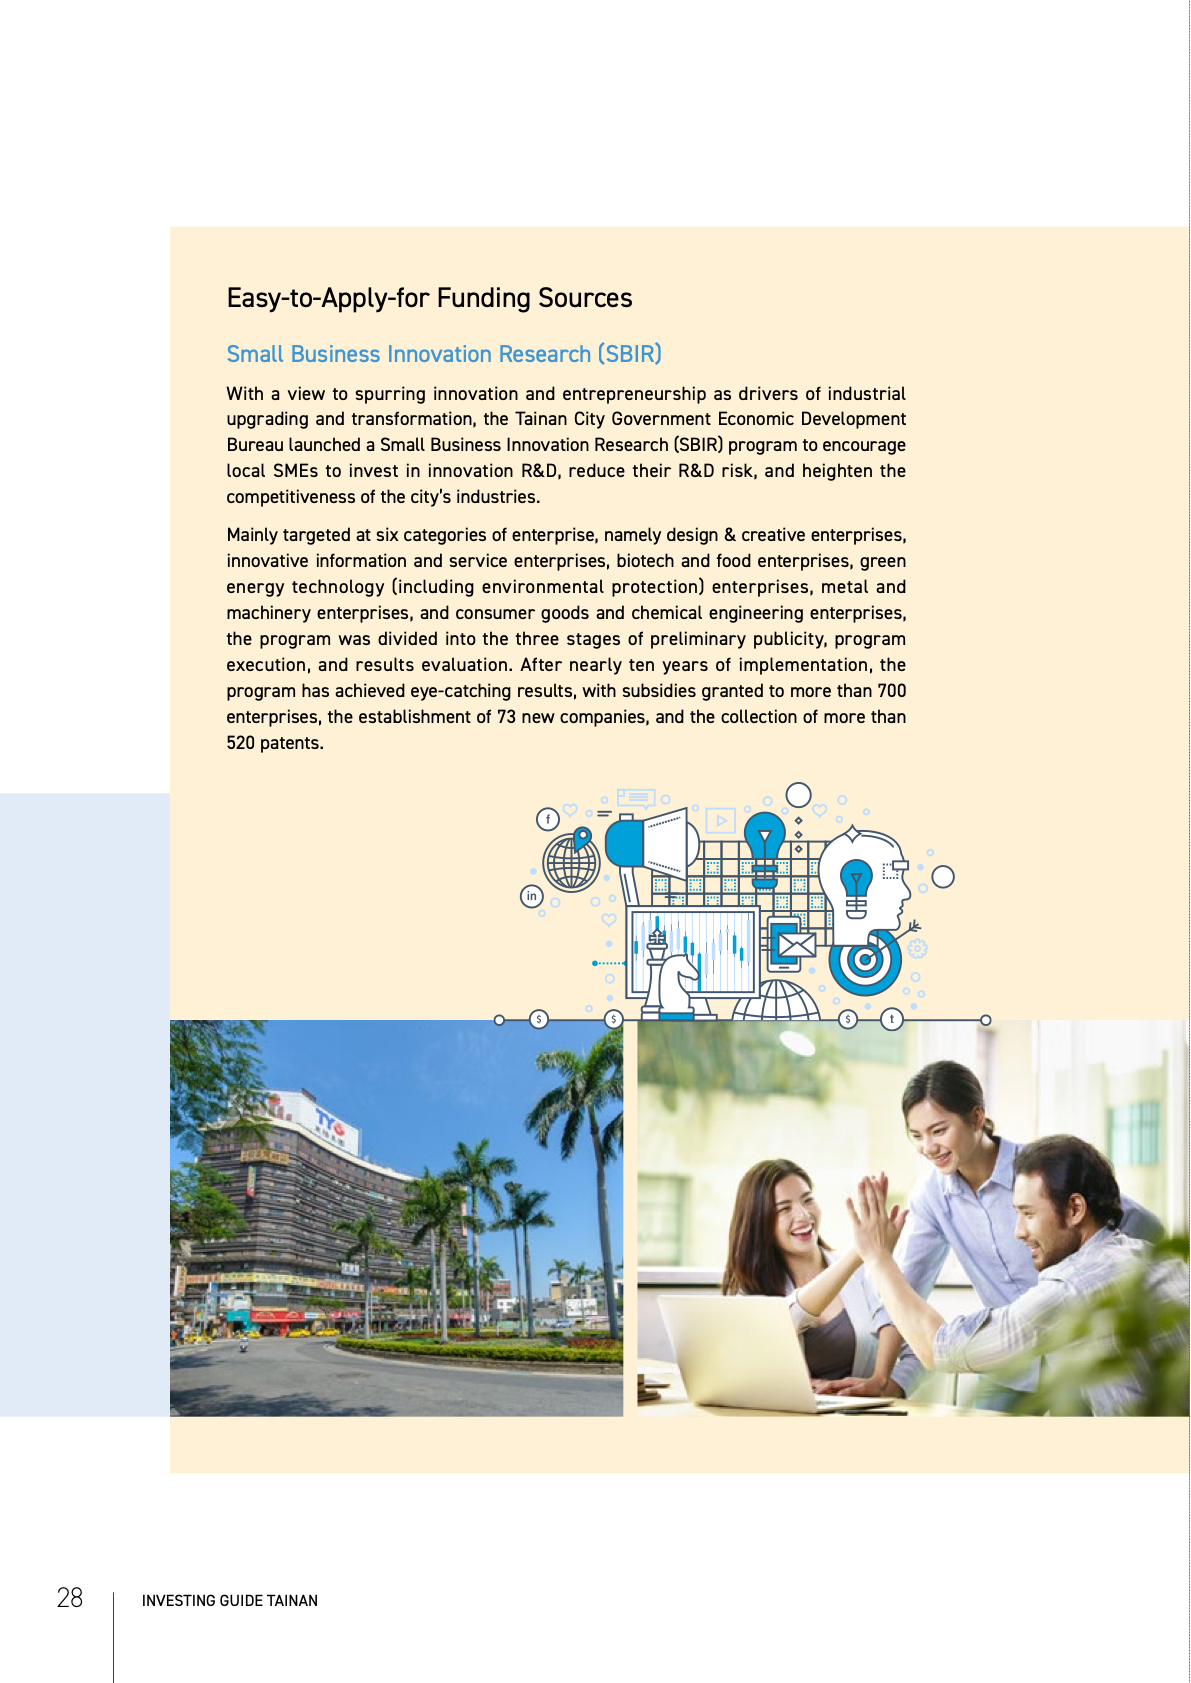 Easy-to-Apply-for Funding Sources
Small Business Innovation Research (SBIR)
With a view to spurring innovation and entrepreneurship as drivers of industrial
upgrading and transformation, the Tainan City Government Economic Development
Bureau launched a Small Business Innovation Research (SBIR) program to encourage
local SMEs to invest in innovation R&D, reduce their R&D risk, and heighten the
competitiveness of the city's industries.
Mainly targeted at six categories of enterprise, namely design & creative enterprises,
innovative information and service enterprises, biotech and food enterprises, green
energy technology (including environmental protection) enterprises, metal and
machinery enterprises, and consumer goods and chemical engineering enterprises,
the program was divided into the three stages of preliminary publicity, program
execution, and results evaluation. After nearly ten years of implementation, the
program has achieved eye-catching results, with subsidies granted to more than 700
enterprises, the establishment of 73 new companies, and the collection of more than
520 patents.
f
in
$ $ $ t
TY
28
INVESTING GUIDE TAINAN